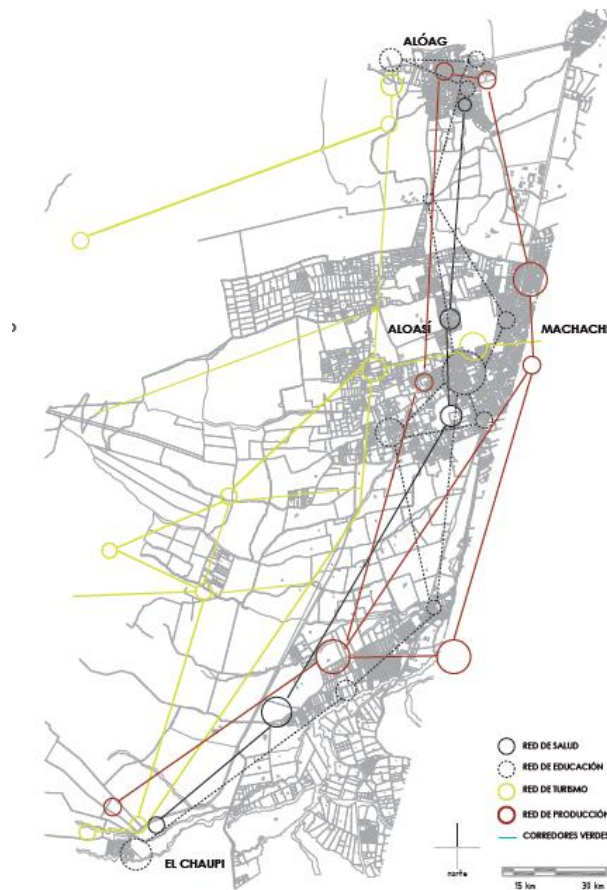 ALÓAG
ALOASÍ
MACHACHI
EL CHAUPI
RED DE SALUD
RED DE EDUCACIÓN
RED DE TURISMO
RED DE PRODUCCIÓN
CORREDORES VERDES
norte
15 km 30 km